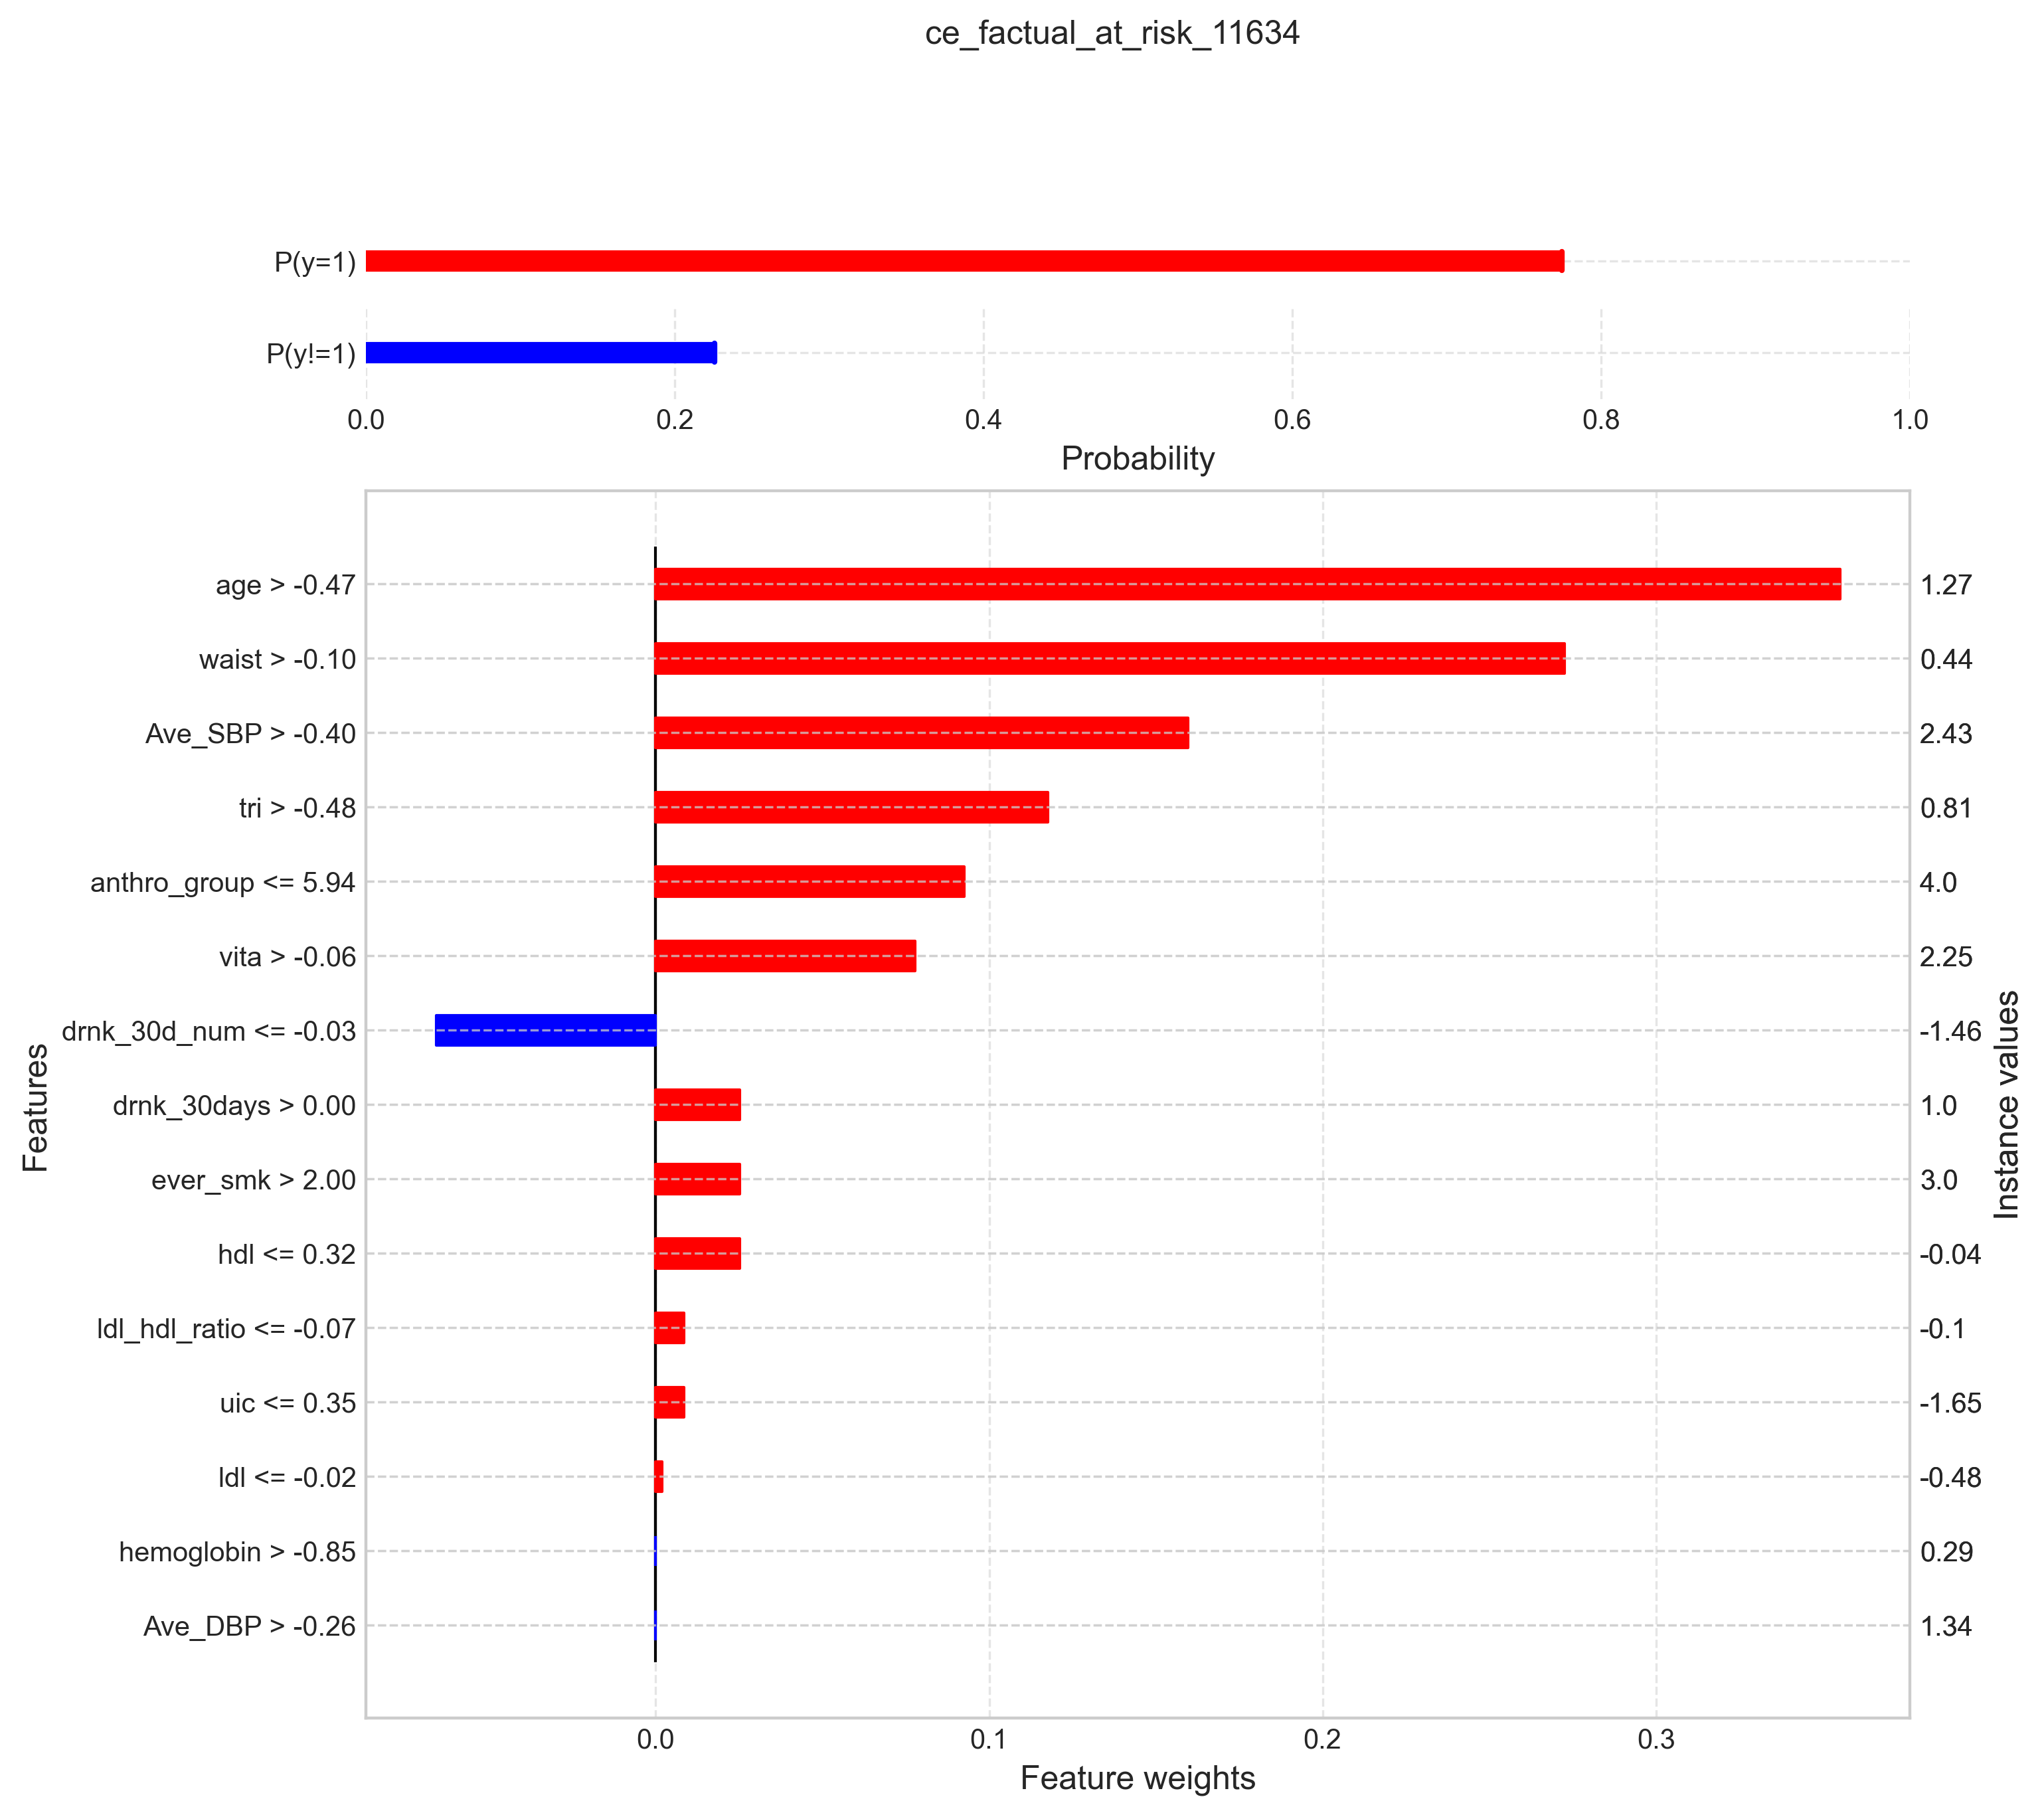 ce_factual_at_risk_11634
P(y=1)
P(y!=1)
0.0 0.2 0.4 0.6 0.8 1.0
Probability
age > -0.47 1.27
waist > -0.10 0.44
Ave_SBP > -0.40 2.43
tri > -0.48 0.81
anthro_group <= 5.94 4.0
vita > -0.06 2.25
drnk_30d_num <= -0.03 -1.46
drnk_30days > 0.00 1.0
ever_smk > 2.00 3.0
hdl <= 0.32 -0.04
ldl_hdl_ratio <= -0.07 -0.1
uic <= 0.35 -1.65
ldl <= -0.02 -0.48
hemoglobin > -0.85 0.29
Ave_DBP > -0.26 1.34
Features
Instance values
0.0 0.1 0.2 0.3
Feature weights